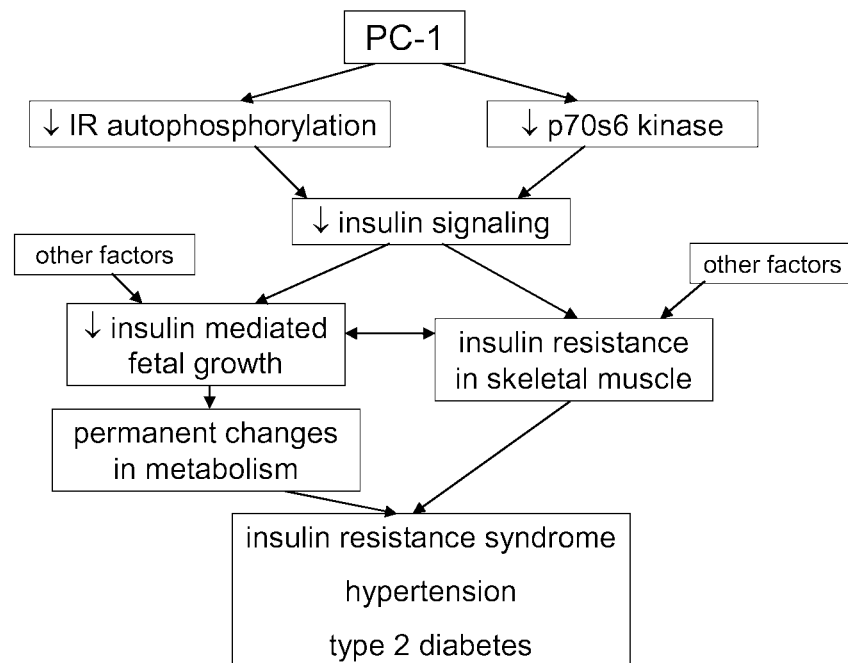 PC-1
↓ IR autophosphorylation
↓ p70s6 kinase
↓ insulin signaling
other factors
other factors
↓ insulin mediated
fetal growth
insulin resistance
in skeletal muscle
permanent changes
in metabolism
insulin resistance syndrome
hypertension
type 2 diabetes